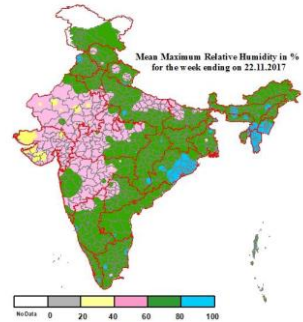 Mean Maximum Relative Humidity in %
for the week ending on 22.11.2017
No Data 0 20 40 60 80 100